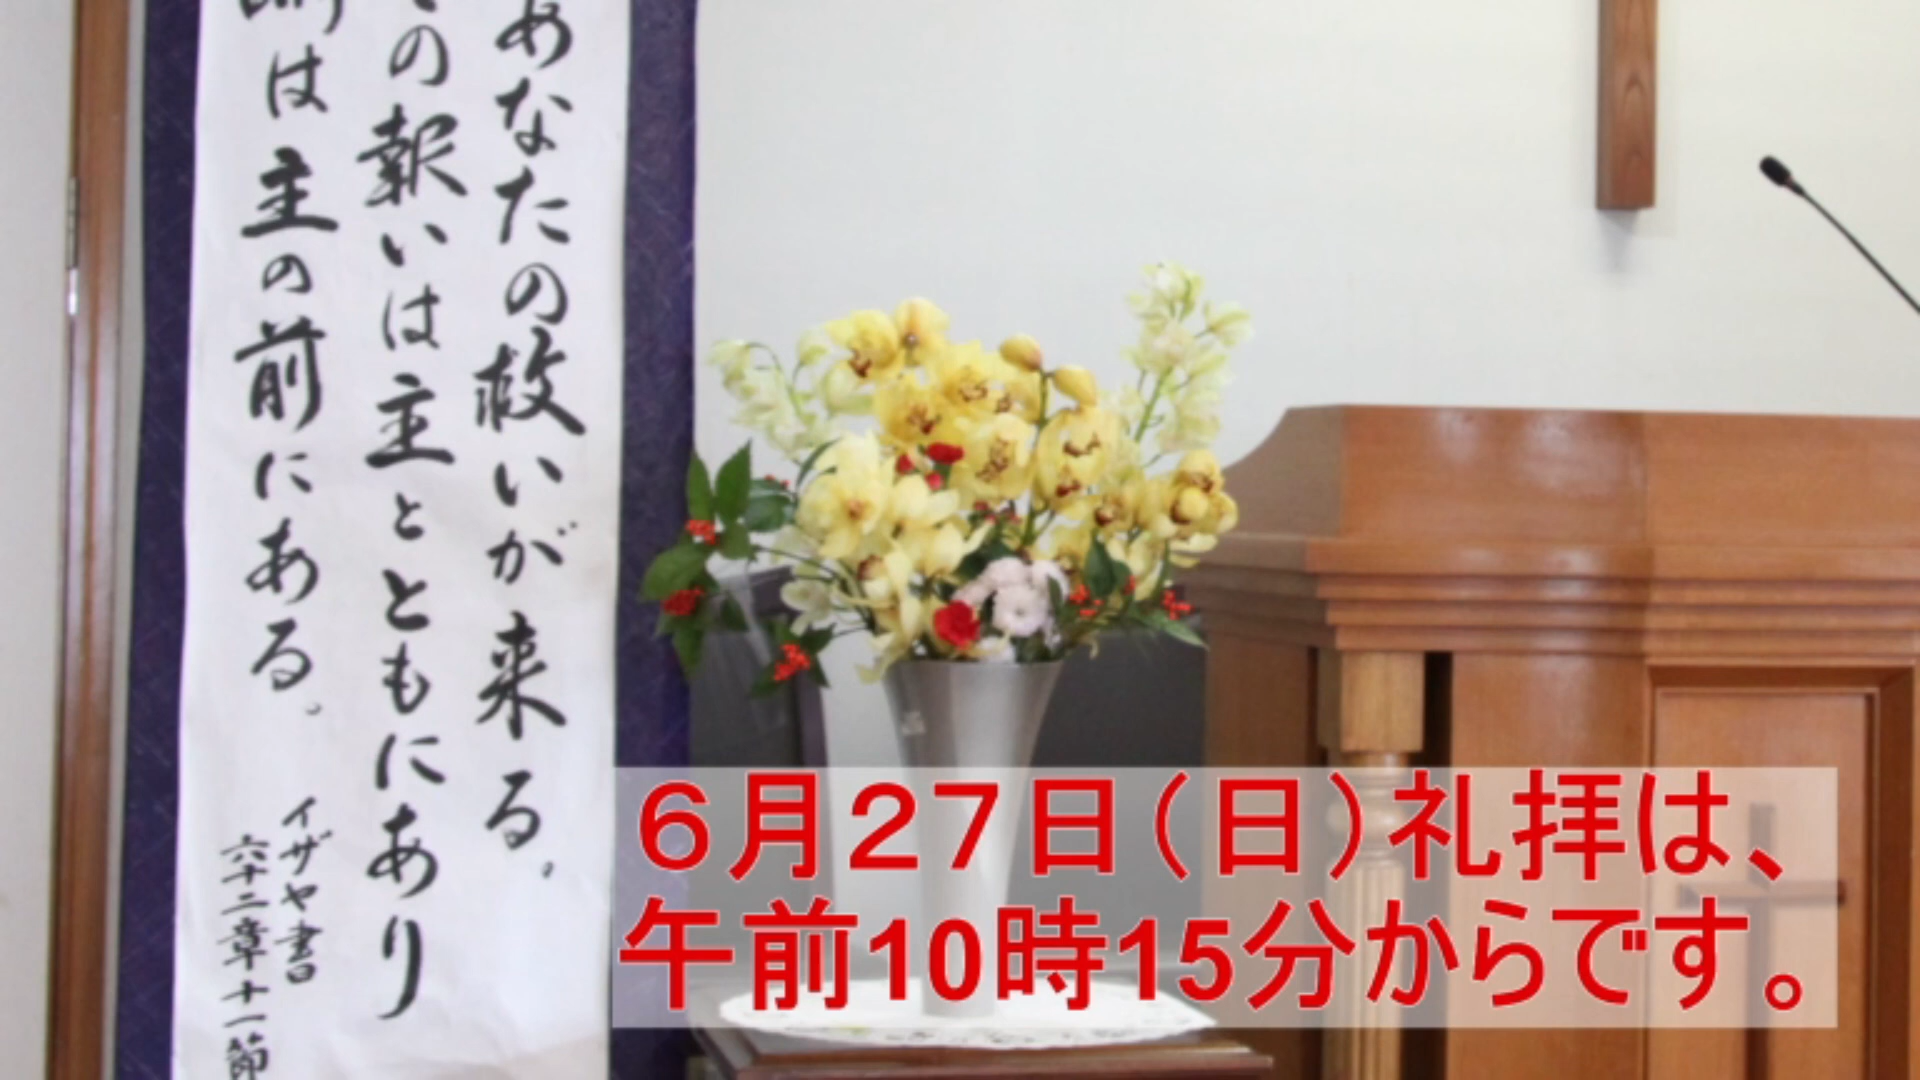 あなたの救いが来る。
の報いは主とともにあり
は主の前にある。
イザヤ書
六十二章十一節
６月２７日（日）礼拝は、
午前10時15分からです。